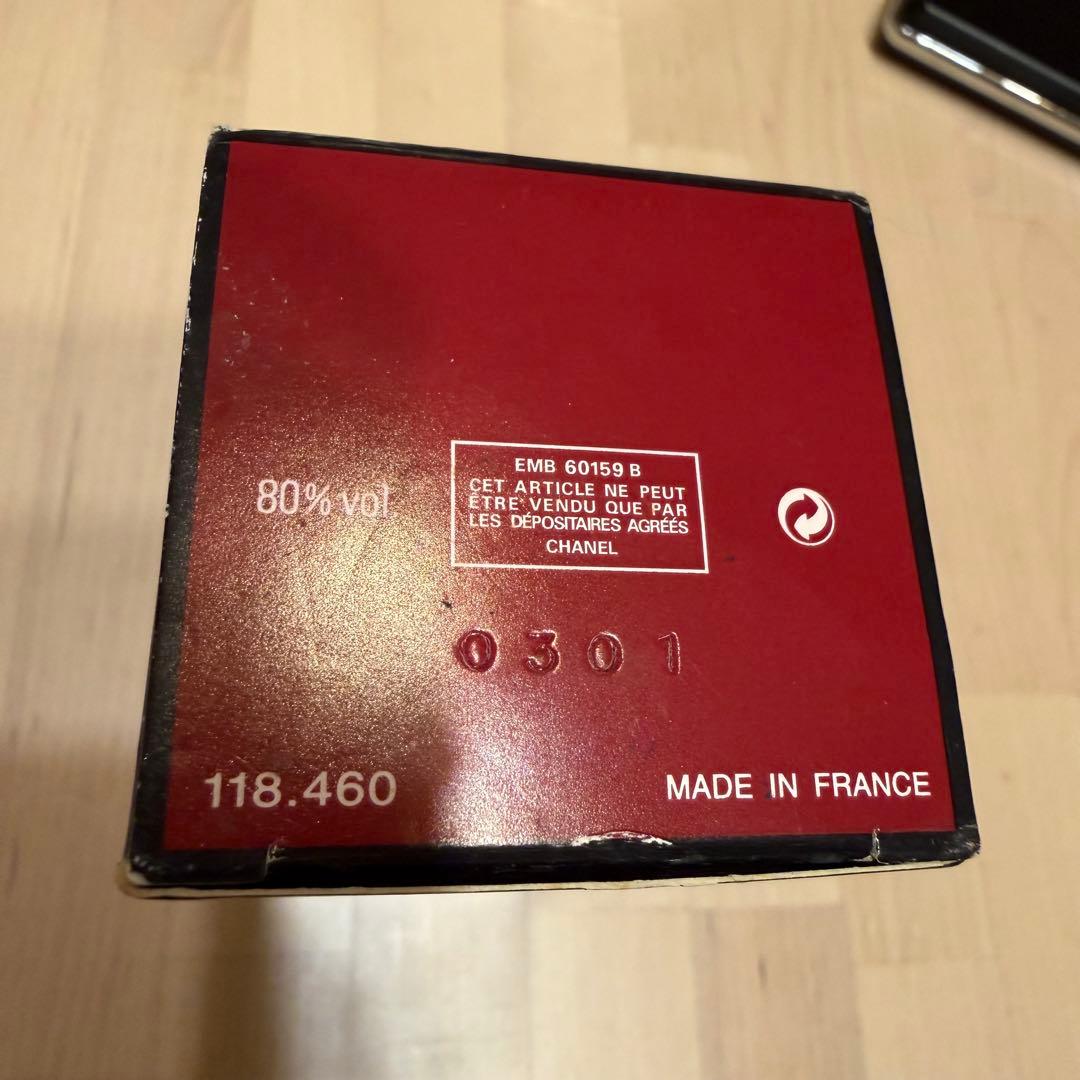 80% vol
EMB 60159 B
CET ARTICLE NE PEUT
ÊTRE VENDU QUE PAR
LES DÉPOSITAIRES AGRÉÉS
CHANEL
0301
118.460
MADE IN FRANCE